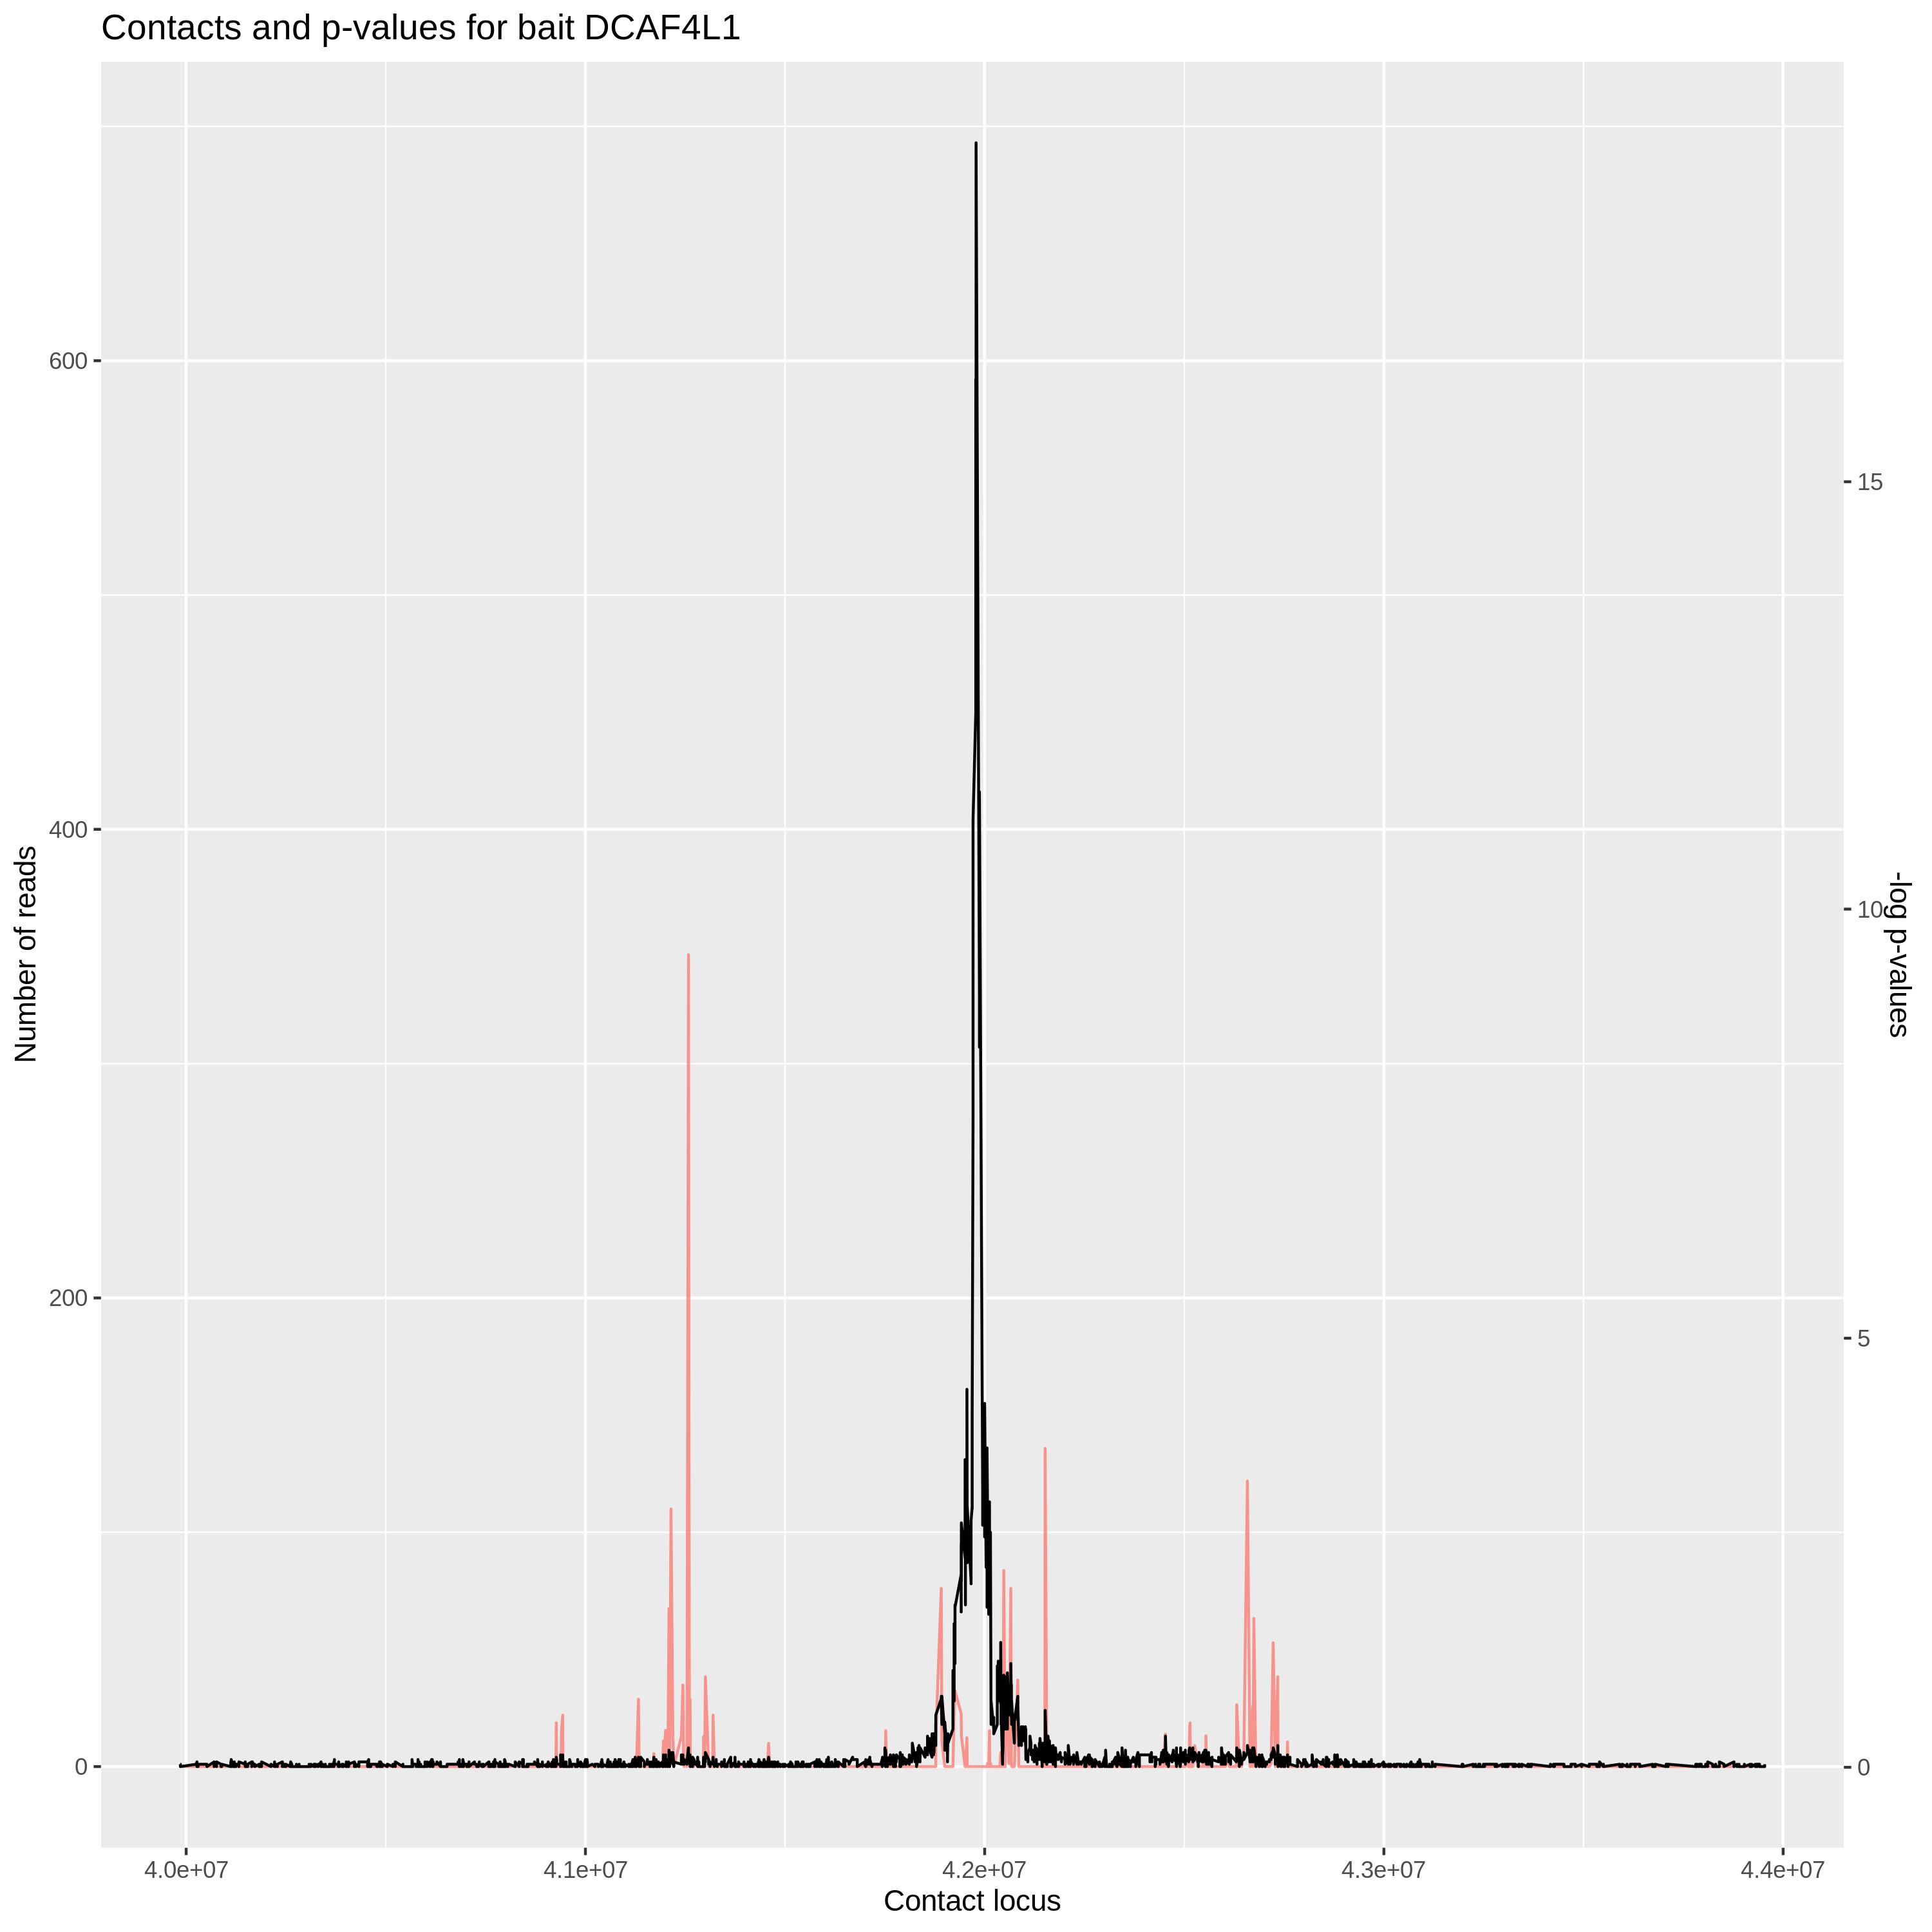 Contacts and p-values for bait DCAF4L1
Number of reads
600
400
200
0
15
10
5
0
-log p-values
4.0e+07
4.1e+07
4.2e+07
4.3e+07
4.4e+07
Contact locus